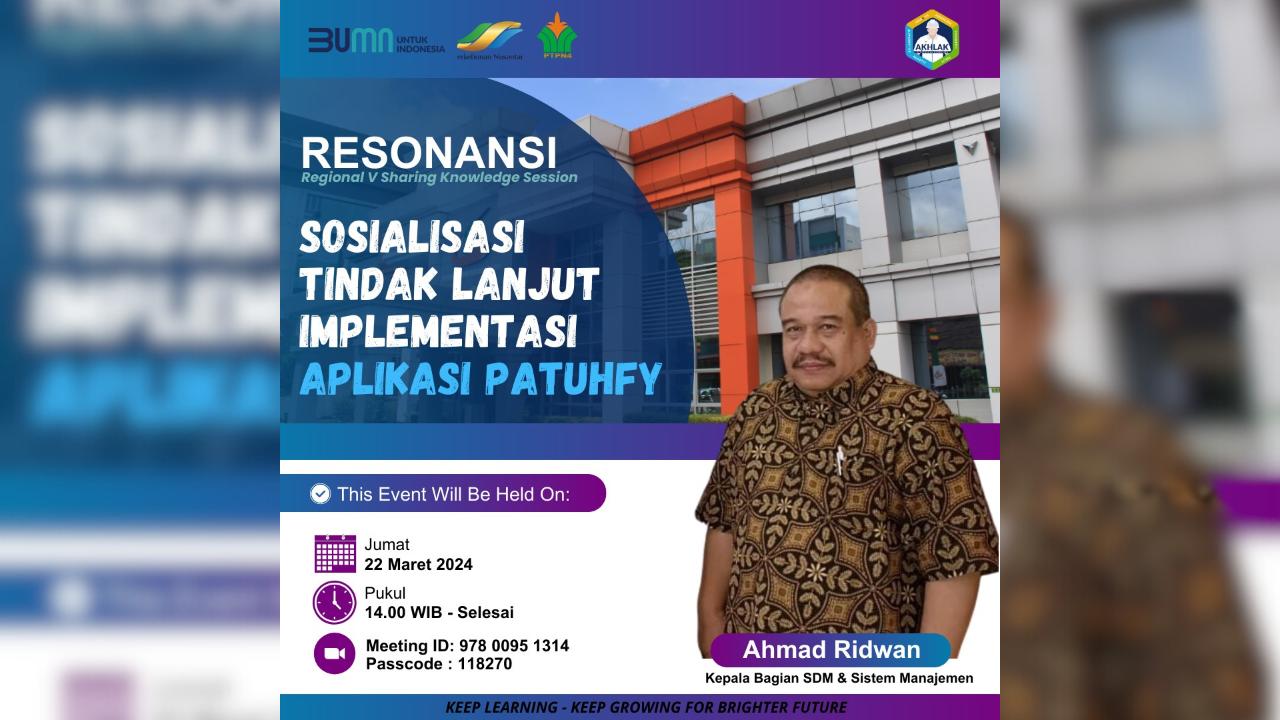 BUMN UNTUK
INDONESIA
Perkebunan Nusantara
PTPN4
AKHLAK
RESONANSI
Regional V Sharing Knowledge Session
SOSIALISASI
TINDAK LANJUT
IMPLEMENTASI
APLIKASI PATUHFY
This Event Will Be Held On:
Jumat
22 Maret 2024
Pukul
14.00 WIB - Selesai
Meeting ID: 978 0095 1314
Passcode : 118270
Ahmad Ridwan
Kepala Bagian SDM & Sistem Manajemen
KEEP LEARNING - KEEP GROWING FOR BRIGHTER FUTURE